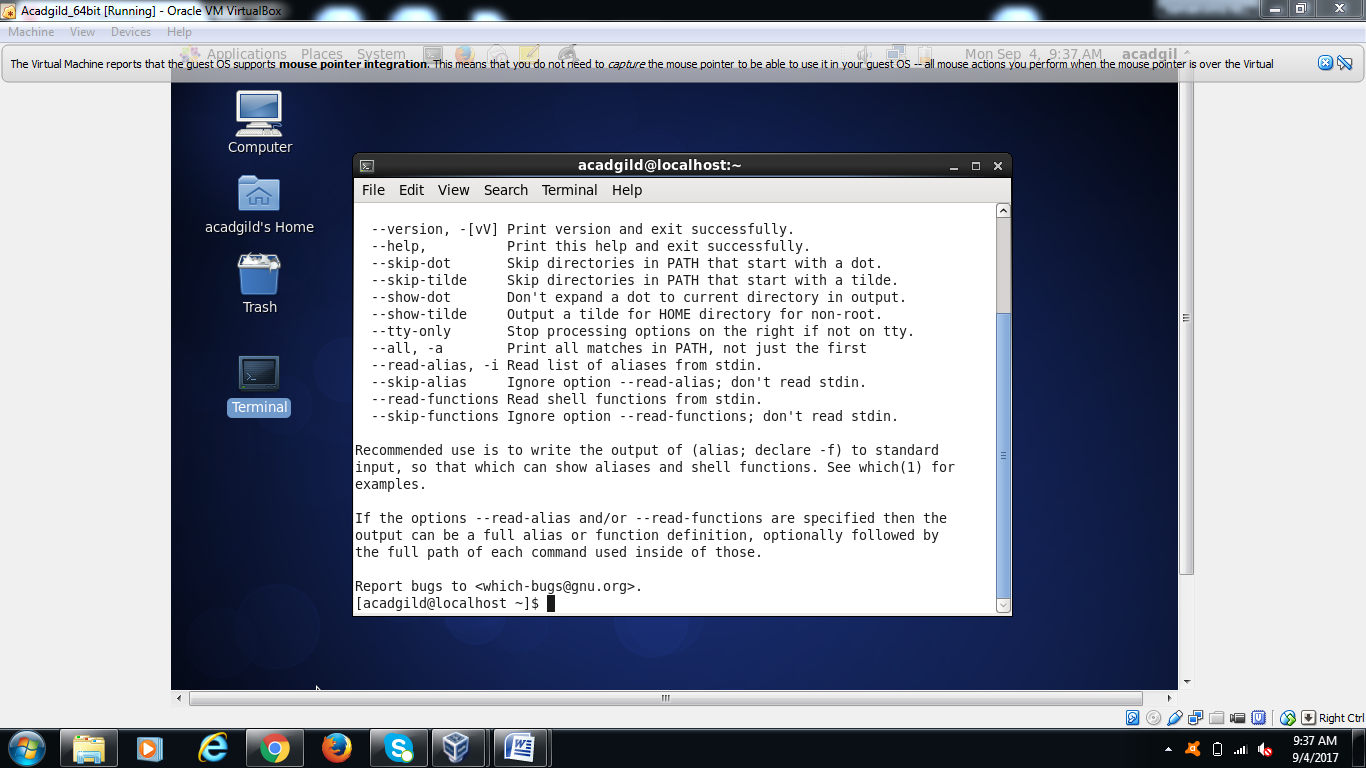 Acadgild_64bit [Running] - Oracle VM VirtualBox
Machine View Devices Help
Applications Places System Mon Sep 4, 9:37 AM acadgil
The Virtual Machine reports that the guest OS supports mouse pointer integration. This means that you do not need to capture the mouse pointer to be able to use it in your guest OS -- all mouse actions you perform when the mouse pointer is over the Virtual
Computer
acadgild's Home
Trash
Terminal
acadgild@localhost:~
File Edit View Search Terminal Help
--version, -[vV] Print version and exit successfully.
--help, Print this help and exit successfully.
--skip-dot Skip directories in PATH that start with a dot.
--skip-tilde Skip directories in PATH that start with a tilde.
--show-dot Don't expand a dot to current directory in output.
--show-tilde Output a tilde for HOME directory for non-root.
--tty-only Stop processing options on the right if not on tty.
--all, -a Print all matches in PATH, not just the first
--read-alias, -i Read list of aliases from stdin.
--skip-alias Ignore option --read-alias; don't read stdin.
--read-functions Read shell functions from stdin.
--skip-functions Ignore option --read-functions; don't read stdin.
Recommended use is to write the output of (alias; declare -f) to standard
input, so that which can show aliases and shell functions. See which(1) for
examples.
If the options --read-alias and/or --read-functions are specified then the
output can be a full alias or function definition, optionally followed by
the full path of each command used inside of those.
Report bugs to <which-bugs@gnu.org>.
[acadgild@localhost ~]$
Right Ctrl
9:37 AM
9/4/2017